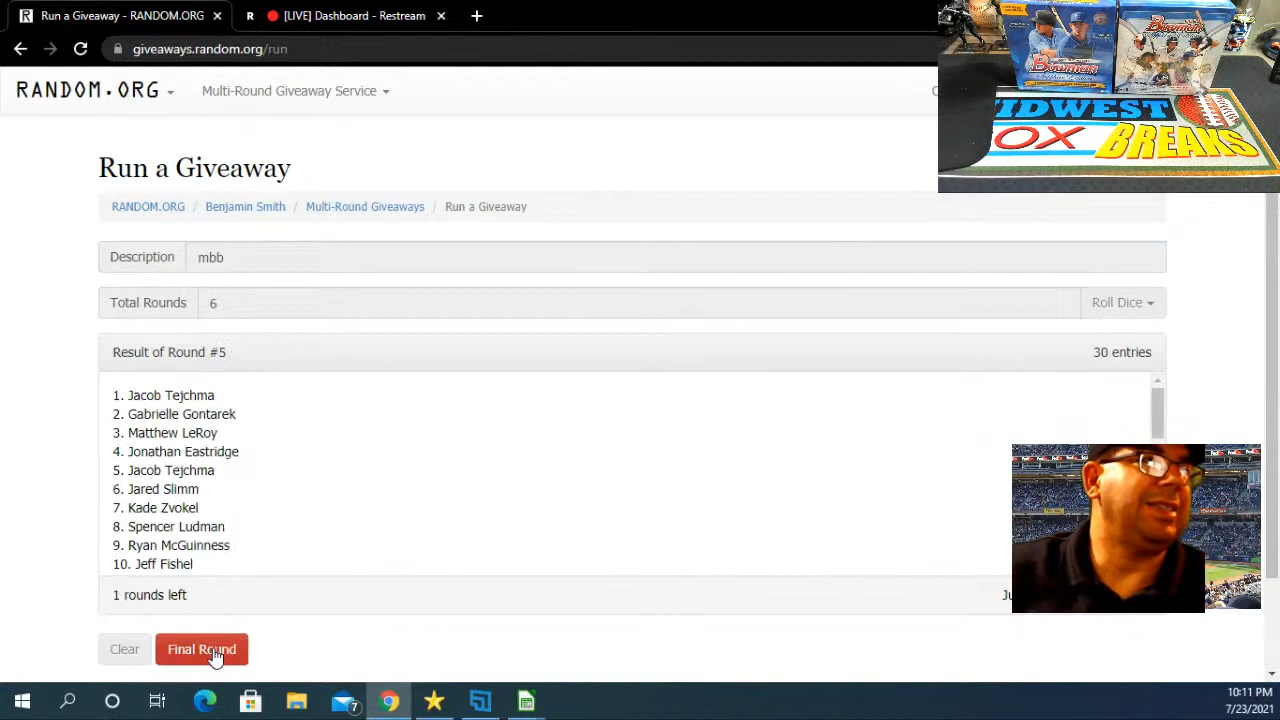 Run a Giveaway - RANDOM.ORG
R
[LIVE] Dashboard - Restream
giveaways.random.org/run
RANDOM.ORG
Multi-Round Giveaway Service
Bowman
Bowman
MIDWEST
BOX BREAKS
Run a Giveaway
RANDOM.ORG / Benjamin Smith / Multi-Round Giveaways / Run a Giveaway
Description mbb
Total Rounds 6 Roll Dice
Result of Round #5 30 entries
1. Jacob Tejchma
2. Gabrielle Gontarek
3. Matthew LeRoy
4. Jonathan Eastridge
5. Jacob Tejchma
6. Jared Slimm
7. Kade Zvokel
8. Spencer Ludman
9. Ryan McGuinness
10. Jeff Fishel
1 rounds left
Clear Final Round
7
10:11 PM
7/23/2021